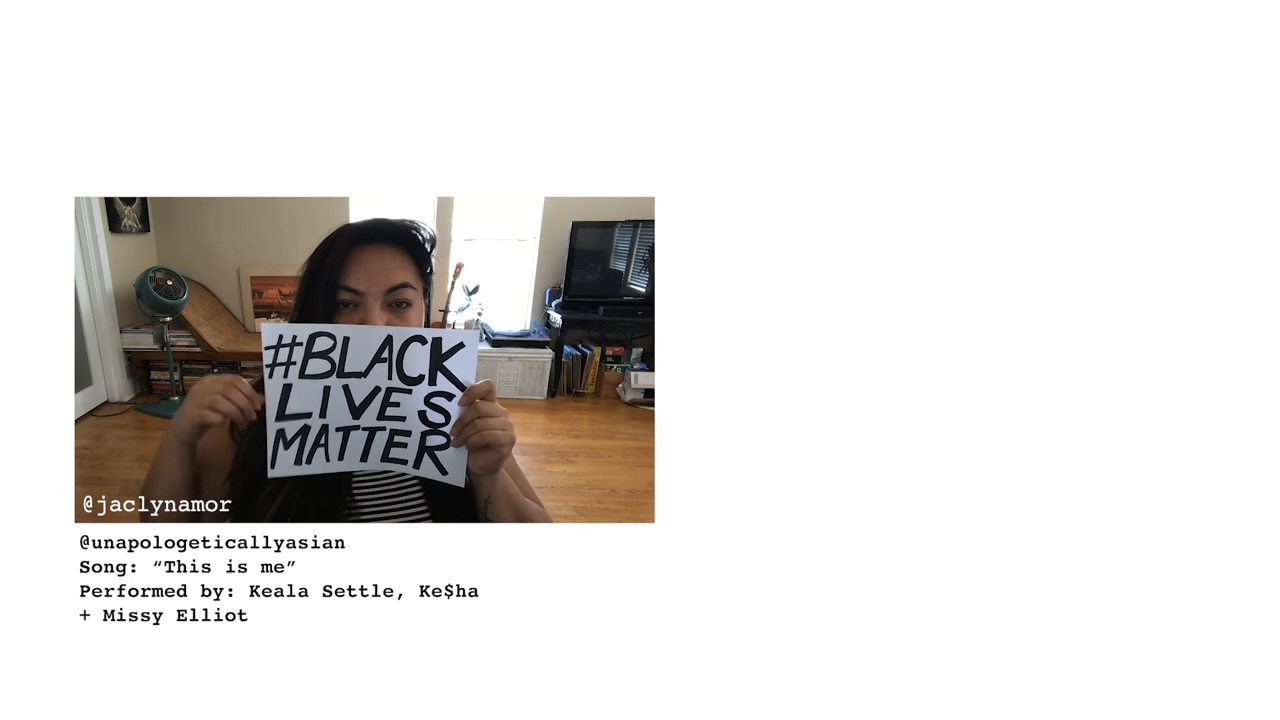 #BLACK
LIVES
MATTER
@jaclynamor
@unapologeticallyasian
Song: “This is me”
Performed by: Keala Settle, Ke$ha
+ Missy Elliot